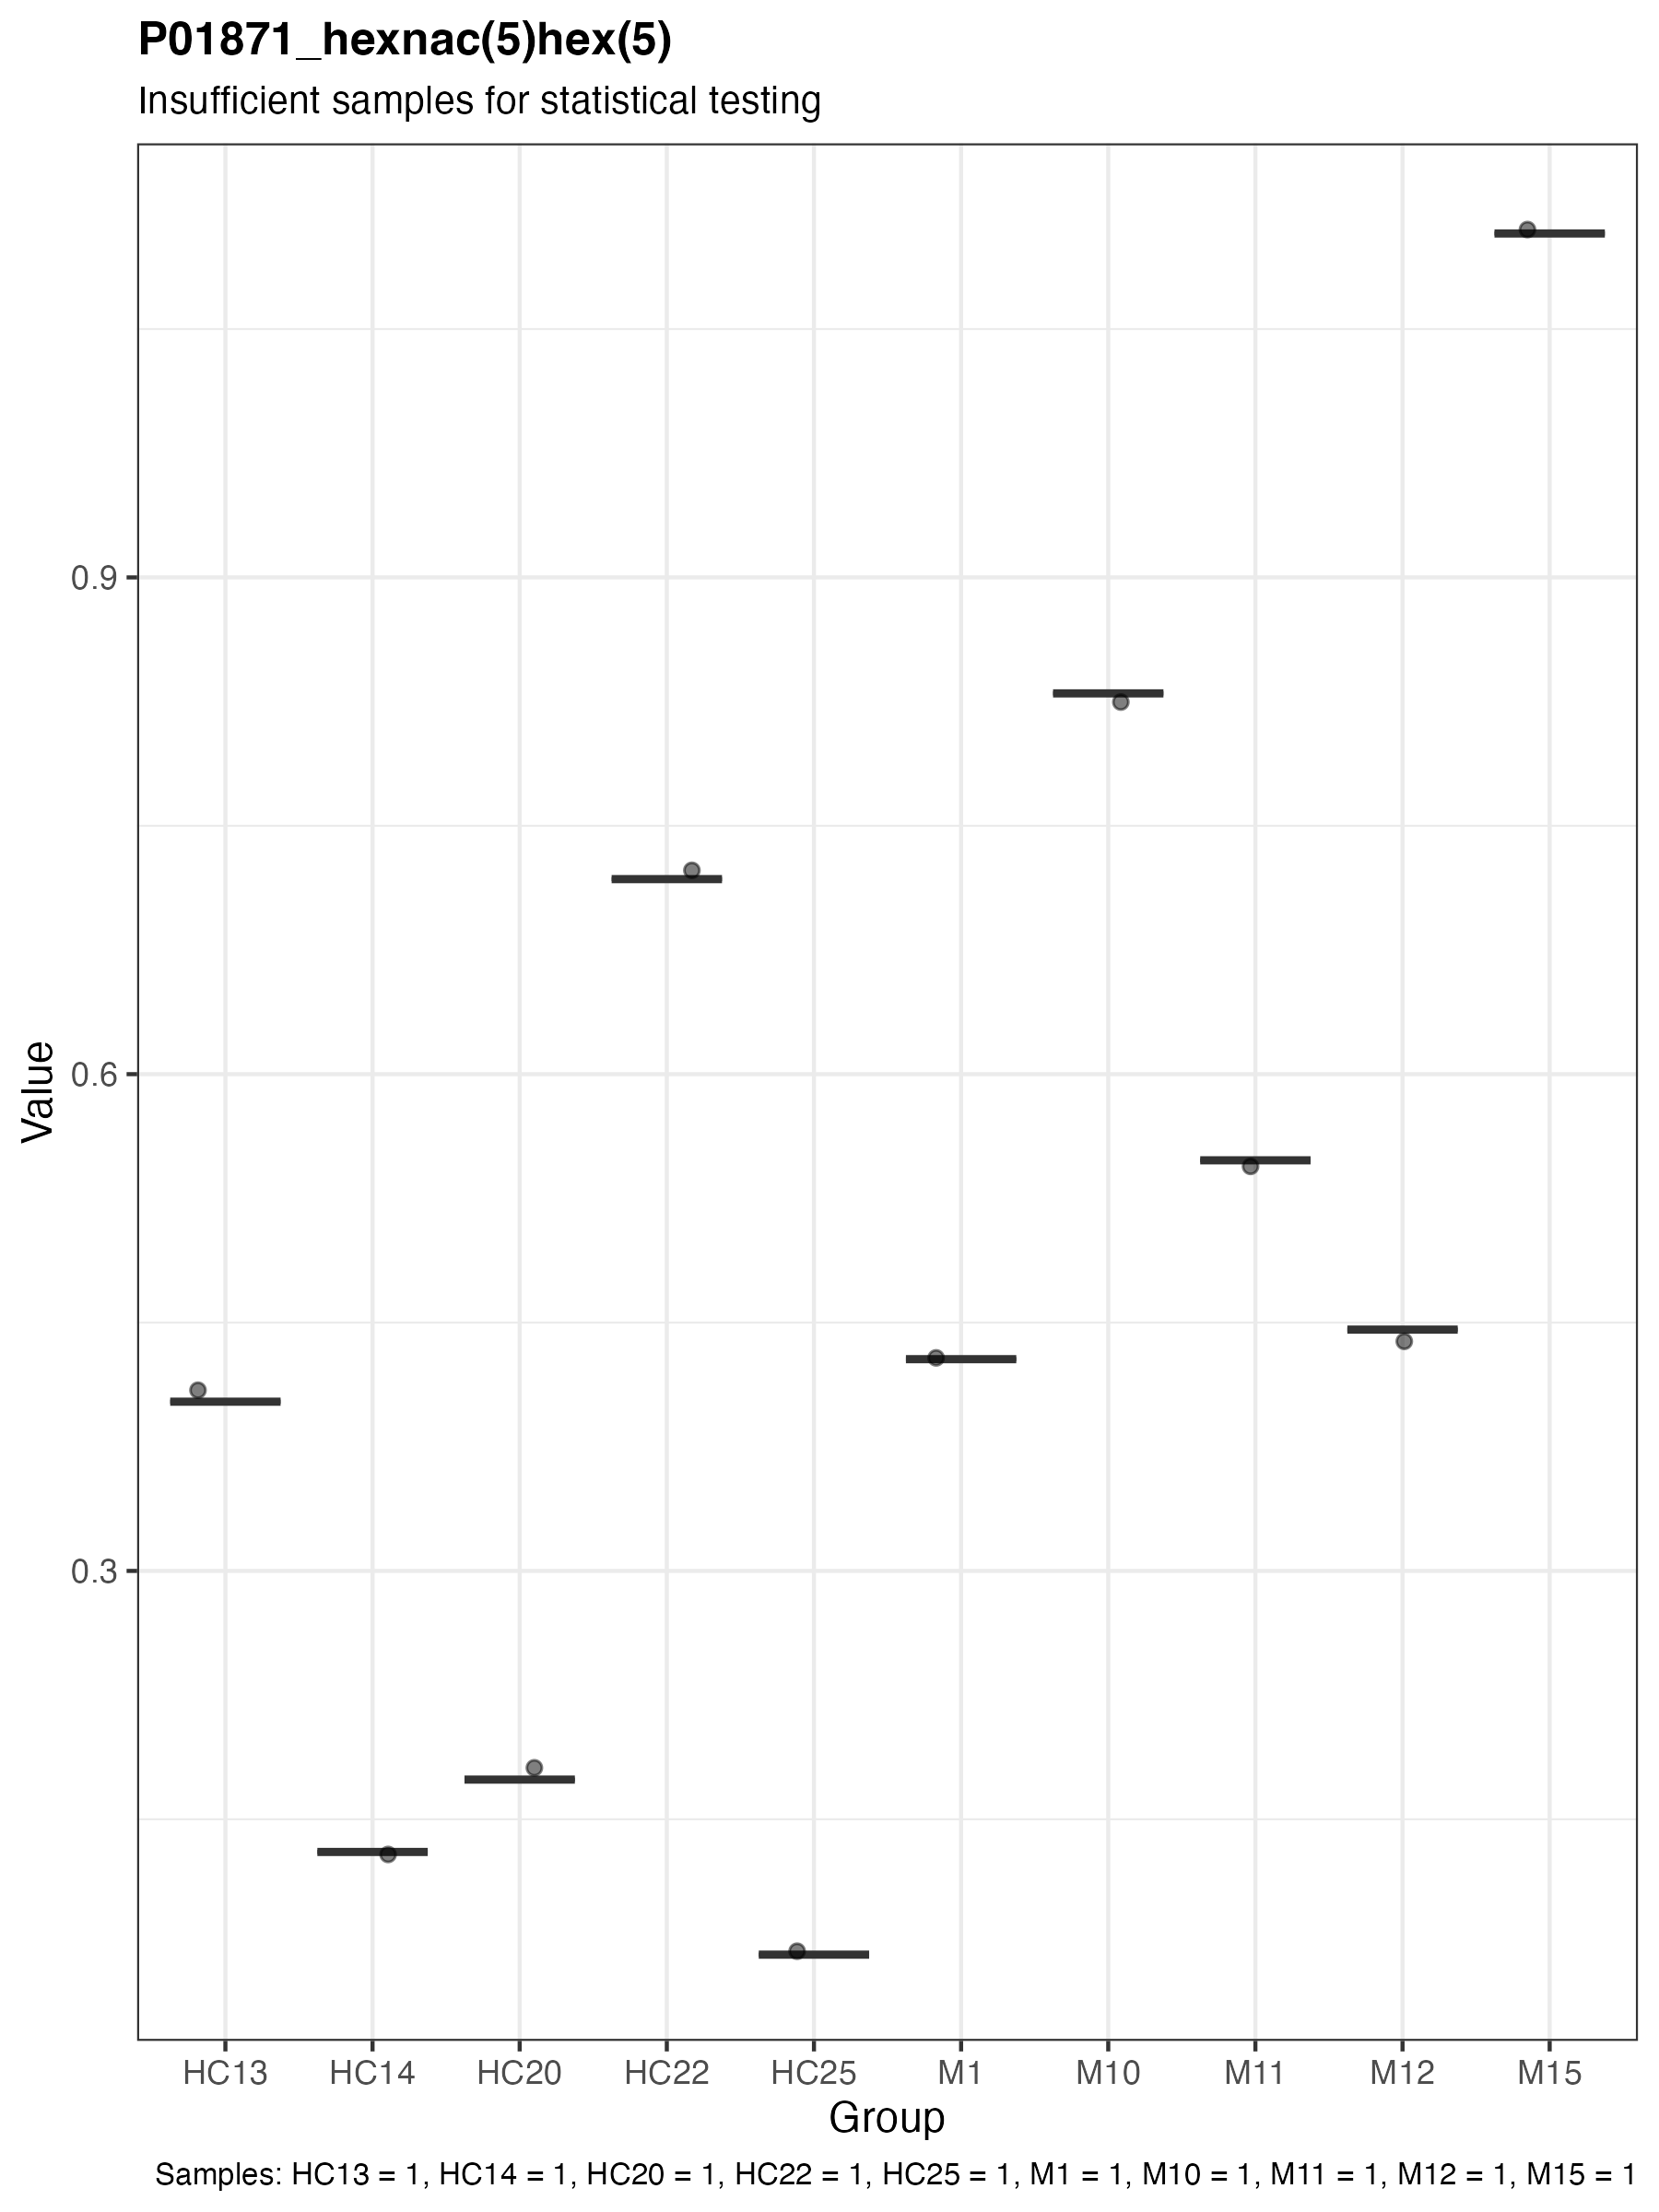 P01871_hexnac(5)hex(5)
Insufficient samples for statistical testing
Value
0.9
0.6
0.3
HC13 HC14 HC20 HC22 HC25 M1 M10 M11 M12 M15
Group
Samples: HC13 = 1, HC14 = 1, HC20 = 1, HC22 = 1, HC25 = 1, M1 = 1, M10 = 1, M11 = 1, M12 = 1, M15 = 1